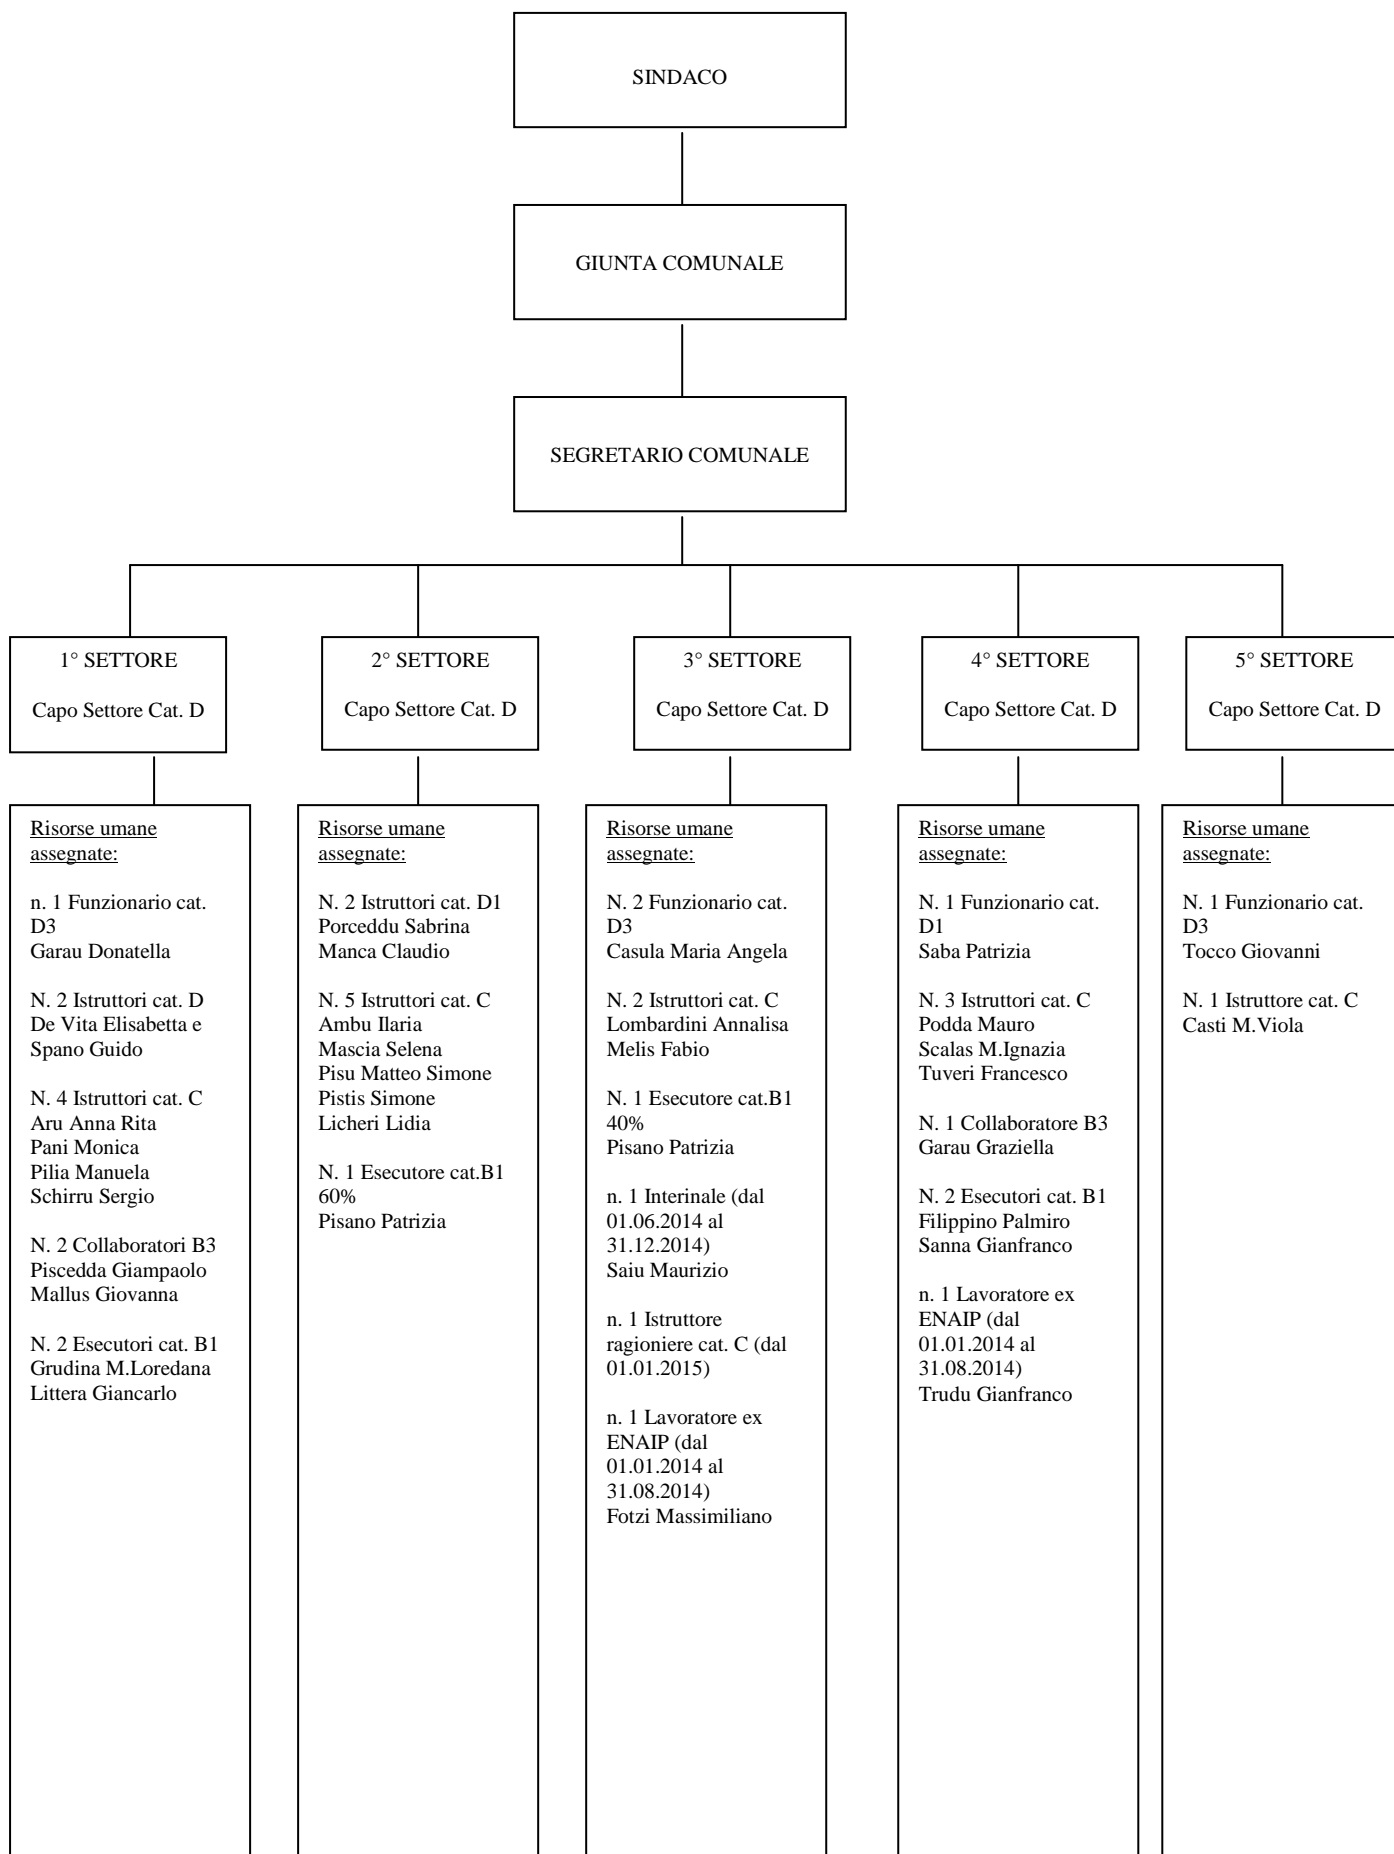 SINDACO
GIUNTA COMUNALE
SEGRETARIO COMUNALE
1° SETTORE
Capo Settore Cat. D
2° SETTORE
Capo Settore Cat. D
3° SETTORE
Capo Settore Cat. D
4° SETTORE
Capo Settore Cat. D
5° SETTORE
Capo Settore Cat. D
Risorse umane
assegnate:
n. 1 Funzionario cat.
D3
Garau Donatella
N. 2 Istruttori cat. D
De Vita Elisabetta e
Spano Guido
N. 4 Istruttori cat. C
Aru Anna Rita
Pani Monica
Pilia Manuela
Schirru Sergio
N. 2 Collaboratori B3
Piscedda Giampaolo
Mallus Giovanna
N. 2 Esecutori cat. B1
Grudina M.Loredana
Littera Giancarlo
Risorse umane
assegnate:
N. 2 Istruttori cat. D1
Porceddu Sabrina
Manca Claudio
N. 5 Istruttori cat. C
Ambu Ilaria
Mascia Selena
Pisu Matteo Simone
Pistis Simone
Licheri Lidia
N. 1 Esecutore cat.B1
60%
Pisano Patrizia
Risorse umane
assegnate:
N. 2 Funzionario cat.
D3
Casula Maria Angela
N. 2 Istruttori cat. C
Lombardini Annalisa
Melis Fabio
N. 1 Esecutore cat.B1
40%
Pisano Patrizia
n. 1 Interinale (dal
01.06.2014 al
31.12.2014)
Saiu Maurizio
n. 1 Istruttore
ragioniere cat. C (dal
01.01.2015)
n. 1 Lavoratore ex
ENAIP (dal
01.01.2014 al
31.08.2014)
Fotzi Massimiliano
Risorse umane
assegnate:
N. 1 Funzionario cat.
D1
Saba Patrizia
N. 3 Istruttori cat. C
Podda Mauro
Scalas M.Ignazia
Tuveri Francesco
N. 1 Collaboratore B3
Garau Graziella
N. 2 Esecutori cat. B1
Filippino Palmiro
Sanna Gianfranco
n. 1 Lavoratore ex
ENAIP (dal
01.01.2014 al
31.08.2014)
Trudu Gianfranco
Risorse umane
assegnate:
N. 1 Funzionario cat.
D3
Tocco Giovanni
N. 1 Istruttore cat. C
Casti M.Viola